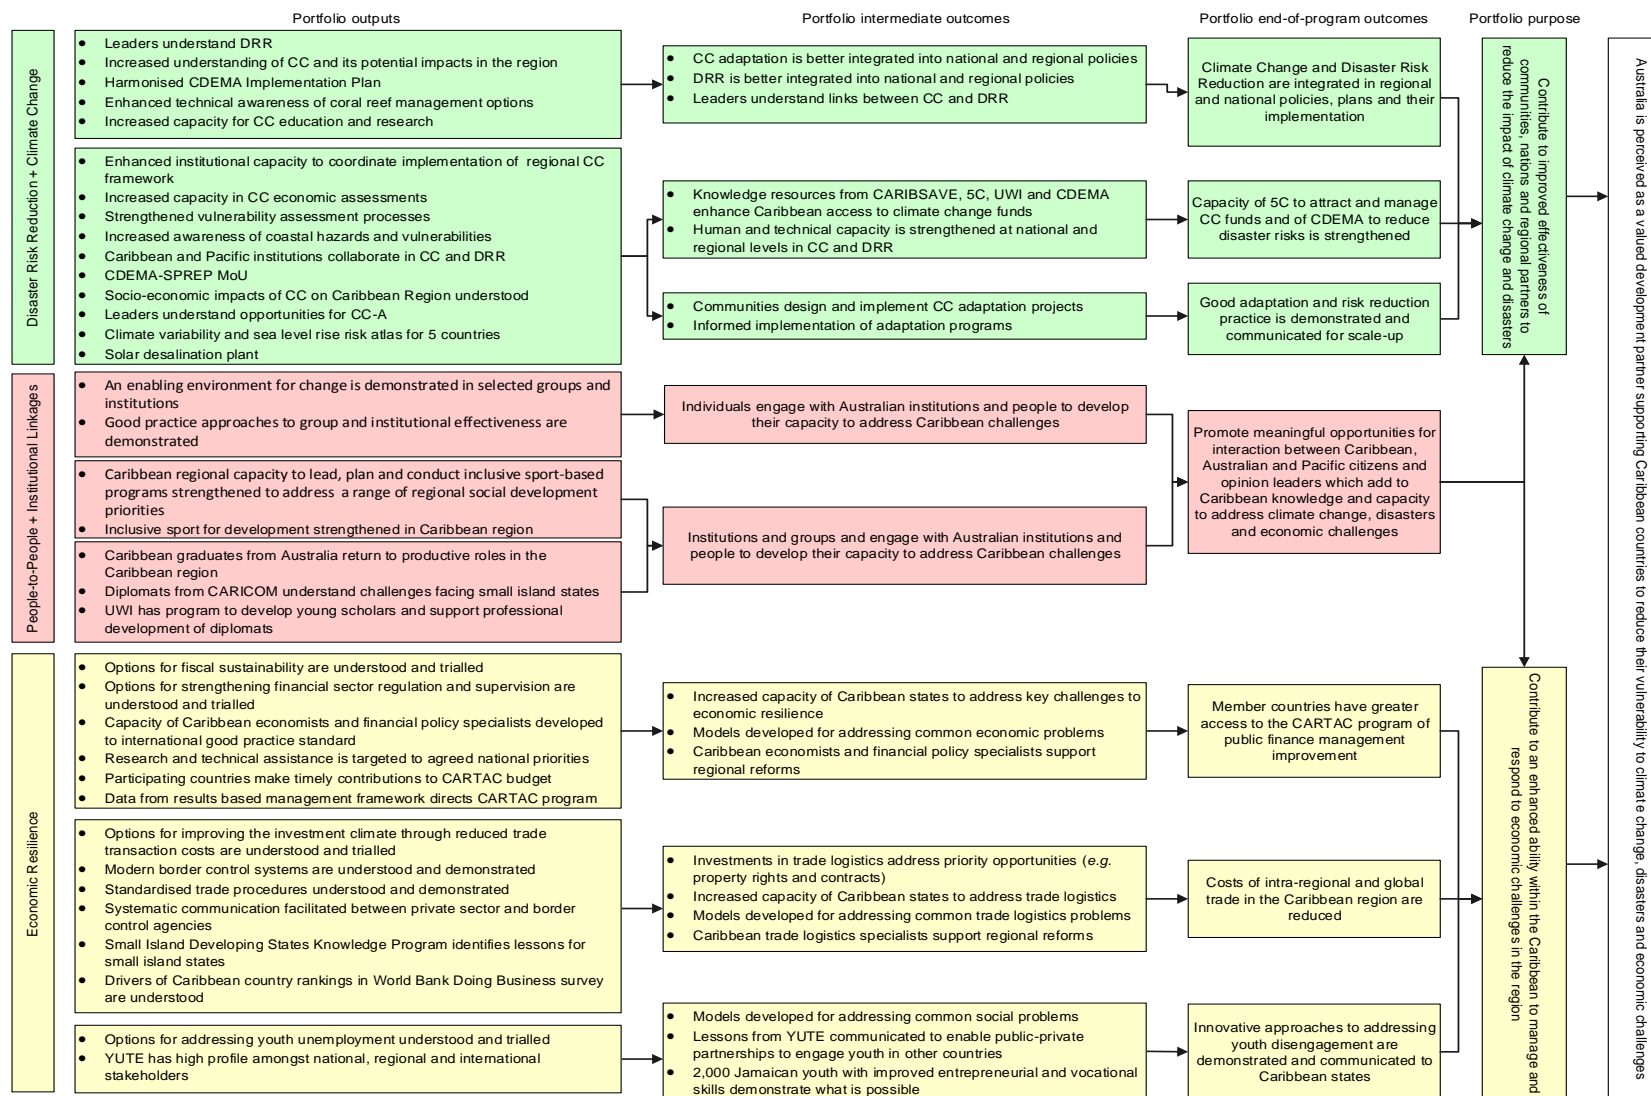 Portfolio outputs
Portfolio intermediate outcomes
Portfolio end-of-program outcomes
Portfolio purpose
Disaster Risk Reduction + Climate Change
● Leaders understand DRR
● Increased understanding of CC and its potential impacts in the region
● Harmonised CDEMA Implementation Plan
● Enhanced technical awareness of coral reef management options
● Increased capacity for CC education and research
● CC adaptation is better integrated into national and regional policies
● DRR is better integrated into national and regional policies
● Leaders understand links between CC and DRR
Climate Change and Disaster Risk
Reduction are integrated in regional
and national policies, plans and their
implementation
● Enhanced institutional capacity to coordinate implementation of regional CC
framework
● Increased capacity in CC economic assessments
● Strengthened vulnerability assessment processes
● Increased awareness of coastal hazards and vulnerabilities
● Caribbean and Pacific institutions collaborate in CC and DRR
● CDEMA-SPREP MoU
● Socio-economic impacts of CC on Caribbean Region understood
● Leaders understand opportunities for CC-A
● Climate variability and sea level rise risk atlas for 5 countries
● Solar desalination plant
● Knowledge resources from CARIBSAVE, 5C, UWI and CDEMA
enhance Caribbean access to climate change funds
● Human and technical capacity is strengthened at national and
regional levels in CC and DRR
Capacity of 5C to attract and manage
CC funds and of CDEMA to reduce
disaster risks is strengthened
● Communities design and implement CC adaptation projects
● Informed implementation of adaptation programs
Good adaptation and risk reduction
practice is demonstrated and
communicated for scale-up
Contribute to improved effectiveness of
communities, nations and regional partners to
reduce the impact of climate change and disasters
People-to-People + Institutional Linkages
● An enabling environment for change is demonstrated in selected groups and
institutions
● Good practice approaches to group and institutional effectiveness are
demonstrated
Individuals engage with Australian institutions and people to develop
their capacity to address Caribbean challenges
● Caribbean regional capacity to lead, plan and conduct inclusive sport-based
programs strengthened to address a range of regional social development
priorities
● Inclusive sport for development strengthened in Caribbean region
● Caribbean graduates from Australia return to productive roles in the
Caribbean region
● Diplomats from CARICOM understand challenges facing small island states
● UWI has program to develop young scholars and support professional
development of diplomats
Institutions and groups and engage with Australian institutions and
people to develop their capacity to address Caribbean challenges
Promote meaningful opportunities for
interaction between Caribbean,
Australian and Pacific citizens and
opinion leaders which add to
Caribbean knowledge and capacity
to address climate change, disasters
and economic challenges
Economic Resilience
● Options for fiscal sustainability are understood and trialled
● Options for strengthening financial sector regulation and supervision are
understood and trialled
● Capacity of Caribbean economists and financial policy specialists developed
to international good practice standard
● Research and technical assistance is targeted to agreed national priorities
● Participating countries make timely contributions to CARTAC budget
● Data from results based management framework directs CARTAC program
● Increased capacity of Caribbean states to address key challenges to
economic resilience
● Models developed for addressing common economic problems
● Caribbean economists and financial policy specialists support
regional reforms
Member countries have greater
access to the CARTAC program of
public finance management
improvement
● Options for improving the investment climate through reduced trade
transaction costs are understood and trialled
● Modern border control systems are understood and demonstrated
● Standardised trade procedures understood and demonstrated
● Systematic communication facilitated between private sector and border
control agencies
● Small Island Developing States Knowledge Program identifies lessons for
small island states
● Drivers of Caribbean country rankings in World Bank Doing Business survey
are understood
● Investments in trade logistics address priority opportunities (e.g.
property rights and contracts)
● Increased capacity of Caribbean states to address trade logistics
● Models developed for addressing common trade logistics problems
● Caribbean trade logistics specialists support regional reforms
Costs of intra-regional and global
trade in the Caribbean region are
reduced
● Options for addressing youth unemployment understood and trialled
● YUTE has high profile amongst national, regional and international
stakeholders
● Models developed for addressing common social problems
● Lessons from YUTE communicated to enable public-private
partnerships to engage youth in other countries
● 2,000 Jamaican youth with improved entrepreneurial and vocational
skills demonstrate what is possible
Innovative approaches to addressing
youth disengagement are
demonstrated and communicated to
Caribbean states
Contribute to an enhanced ability within the Caribbean to manage and
respond to economic challenges in the region
Australia is perceived as a valued development partner supporting Caribbean countries to reduce their vulnerability to climate change, disasters and economic challenges